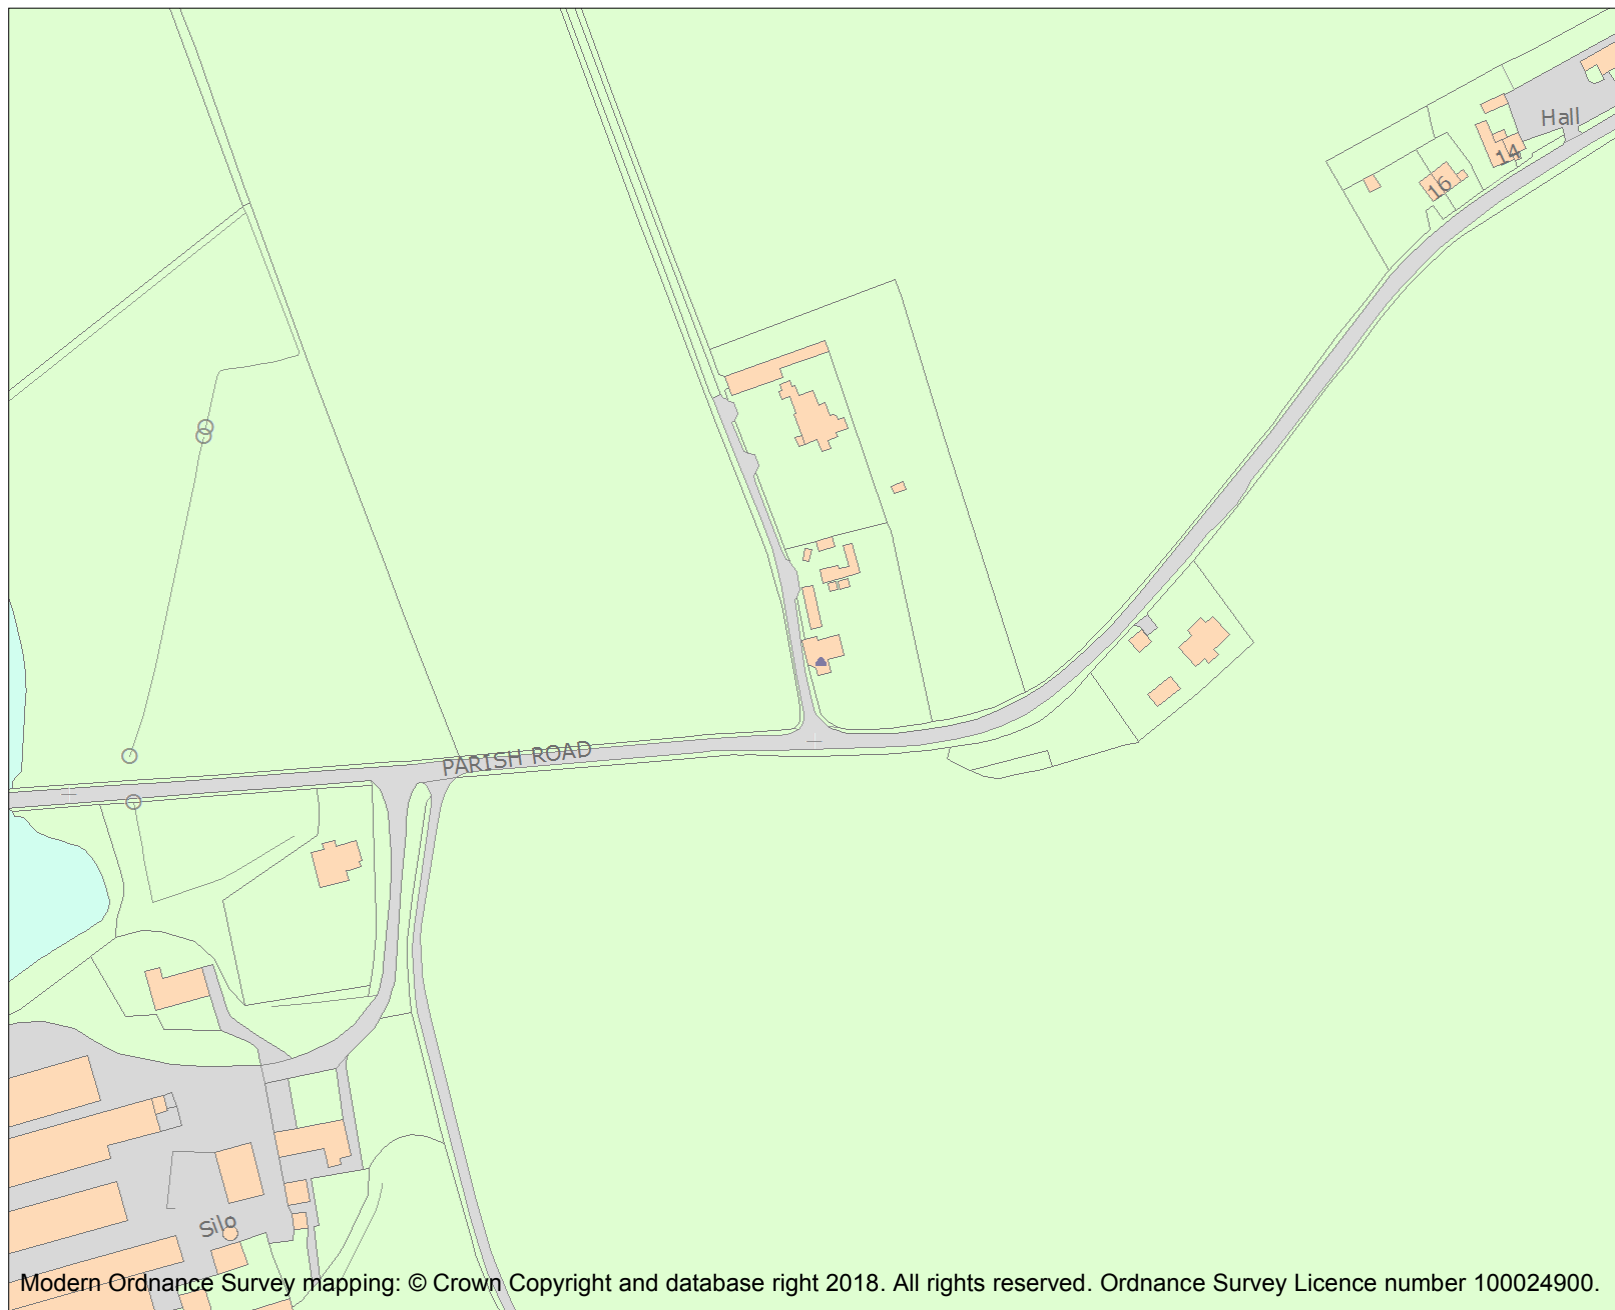 Hall
14
16
PARISH ROAD
Silo
Modern Ordnance Survey mapping: © Crown Copyright and database right 2018. All rights reserved. Ordnance Survey Licence number 100024900.